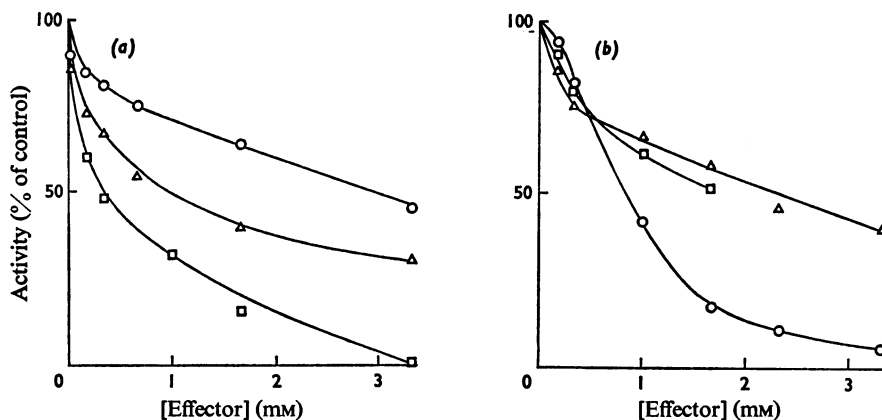 Activity (% of control)
100
50
0
(a)
1
2
3
[Effector] (mM)
100
50
0
(b)
1
2
3
[Effector] (mM)